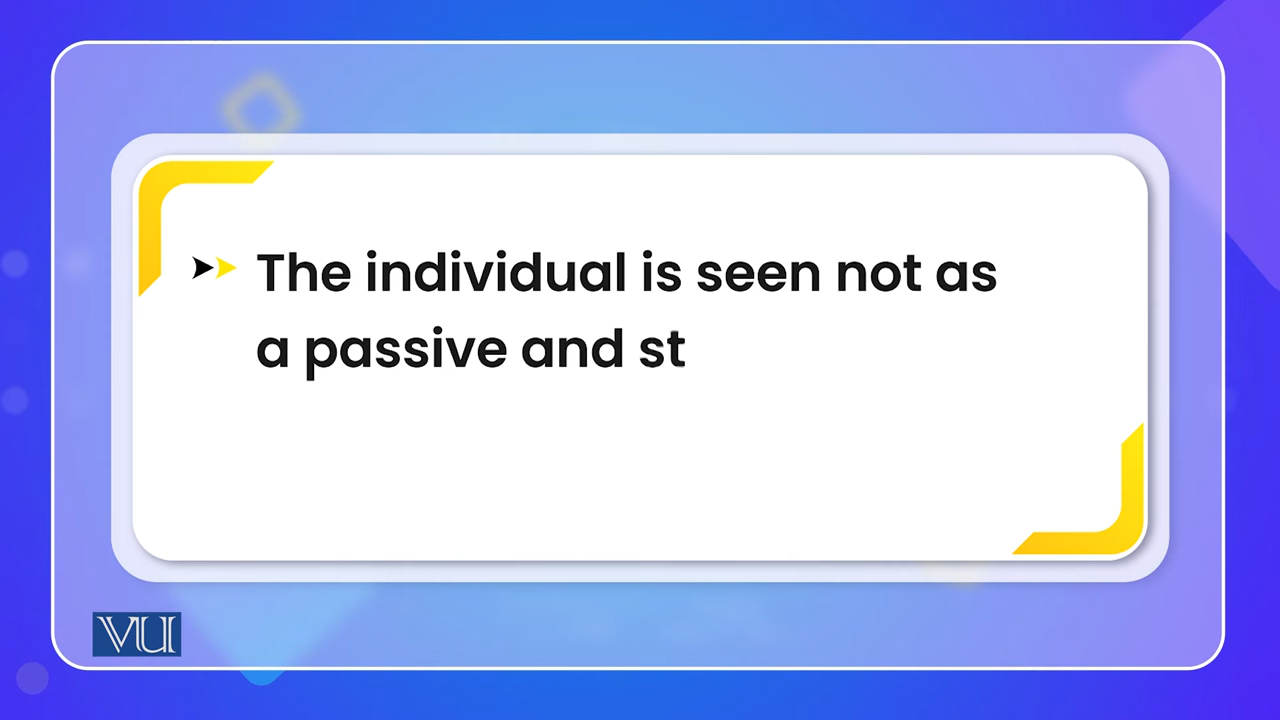 The individual is seen not as
a passive and st
VU